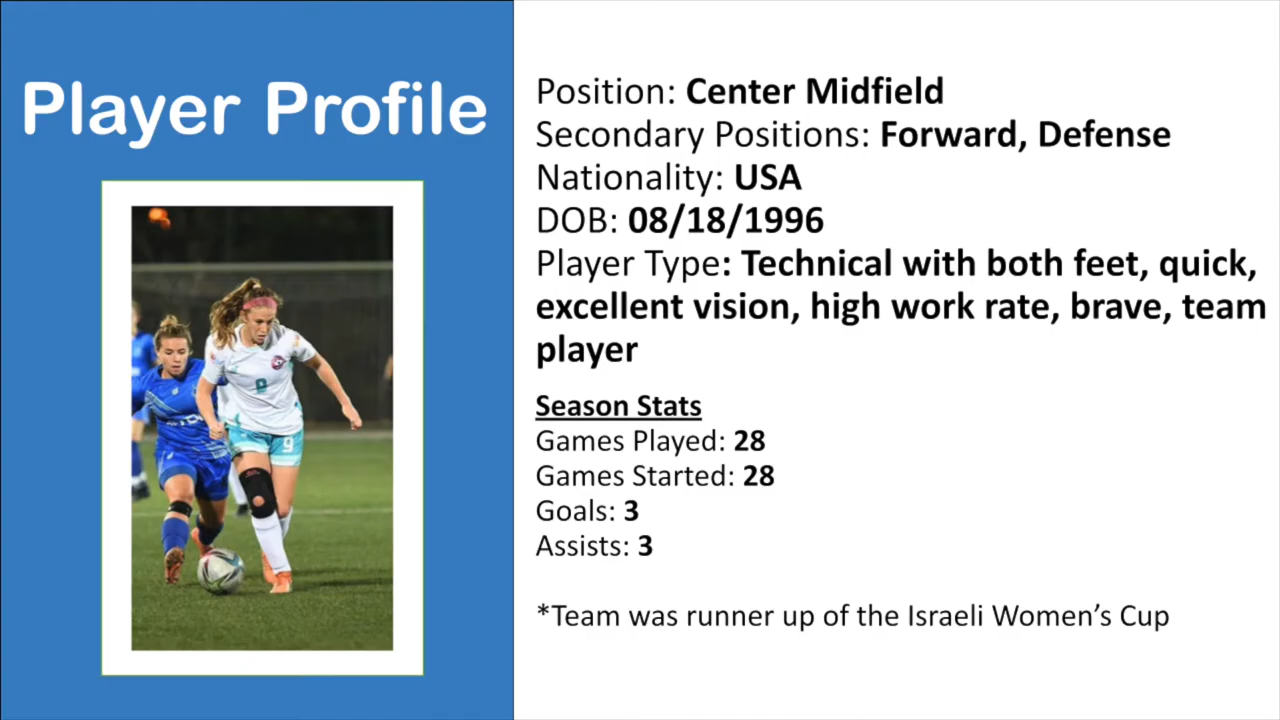 Player Profile
Position: Center Midfield
Secondary Positions: Forward, Defense
Nationality: USA
DOB: 08/18/1996
Player Type: Technical with both feet, quick,
excellent vision, high work rate, brave, team
player
Season Stats
Games Played: 28
Games Started: 28
Goals: 3
Assists: 3
*Team was runner up of the Israeli Women’s Cup
9